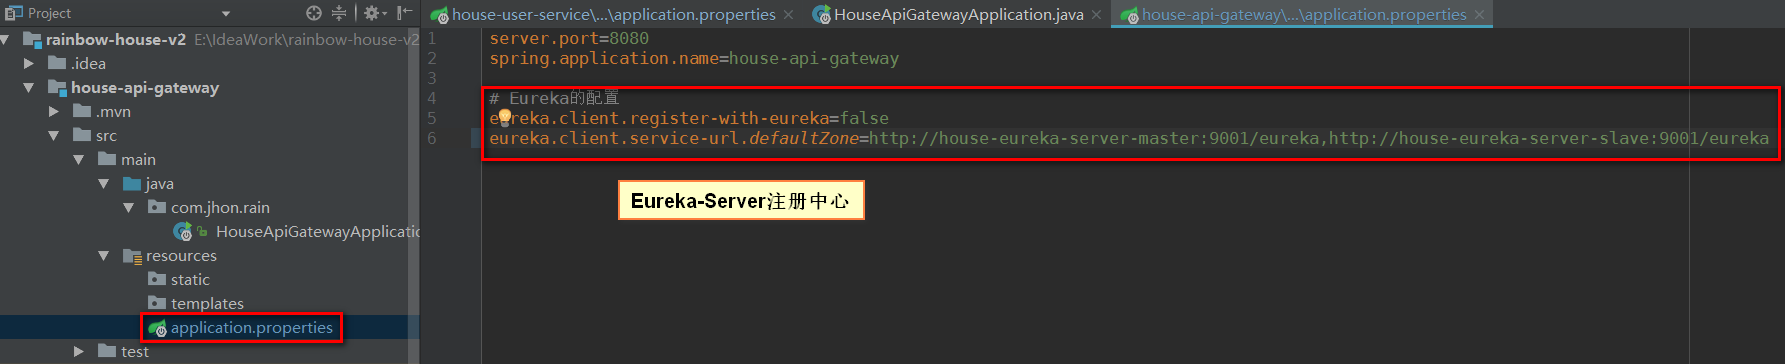 Project
rainbow-house-v2 E:\IdeaWork\rainbow-house-v2
.idea
house-api-gateway
.mvn
src
main
java
com.jhon.rain
HouseApiGatewayApplicatio
resources
static
templates
application.properties
test
house-user-service\...\application.properties
HouseApiGatewayApplication.java
house-api-gateway\...\application.properties
1 server.port=8080
2 spring.application.name=house-api-gateway
3
4 # Eureka的配置
5 eureka.client.register-with-eureka=false
6 eureka.client.service-url.defaultZone=http://house-eureka-server-master:9001/eureka,http://house-eureka-server-slave:9001/eureka
Eureka-Server注册中心